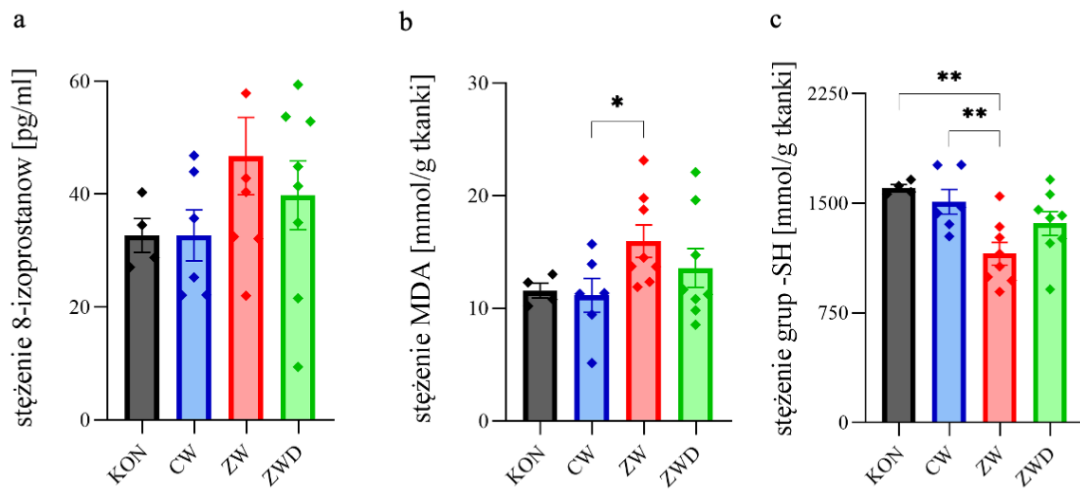 a
stężenie 8-izoprostanow [pg/ml]
60
40
20
0
KON
CW
ZW
ZWD
b
stężenie MDA [mmol/g tkanki]
30
20
10
0
*
KON
CW
ZW
ZWD
c
stężenie grup -SH [mmol/g tkanki]
2250
1500
750
0
**
**
KON
CW
ZW
ZWD